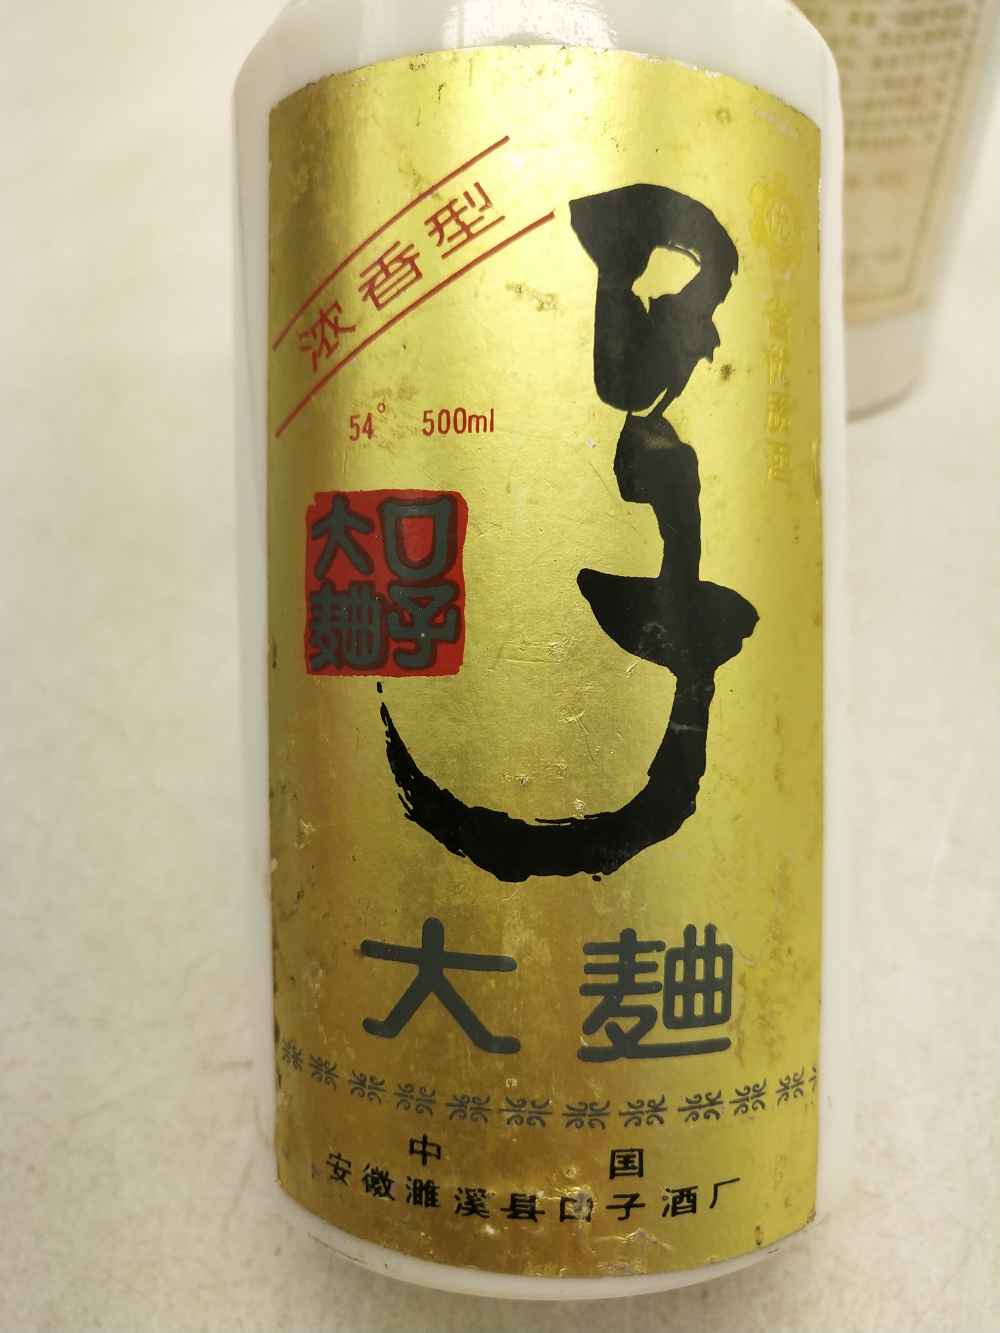 浓香型
54° 500ml
口子
大麯
口子
大麯
中国
安徽濉溪县口子酒厂